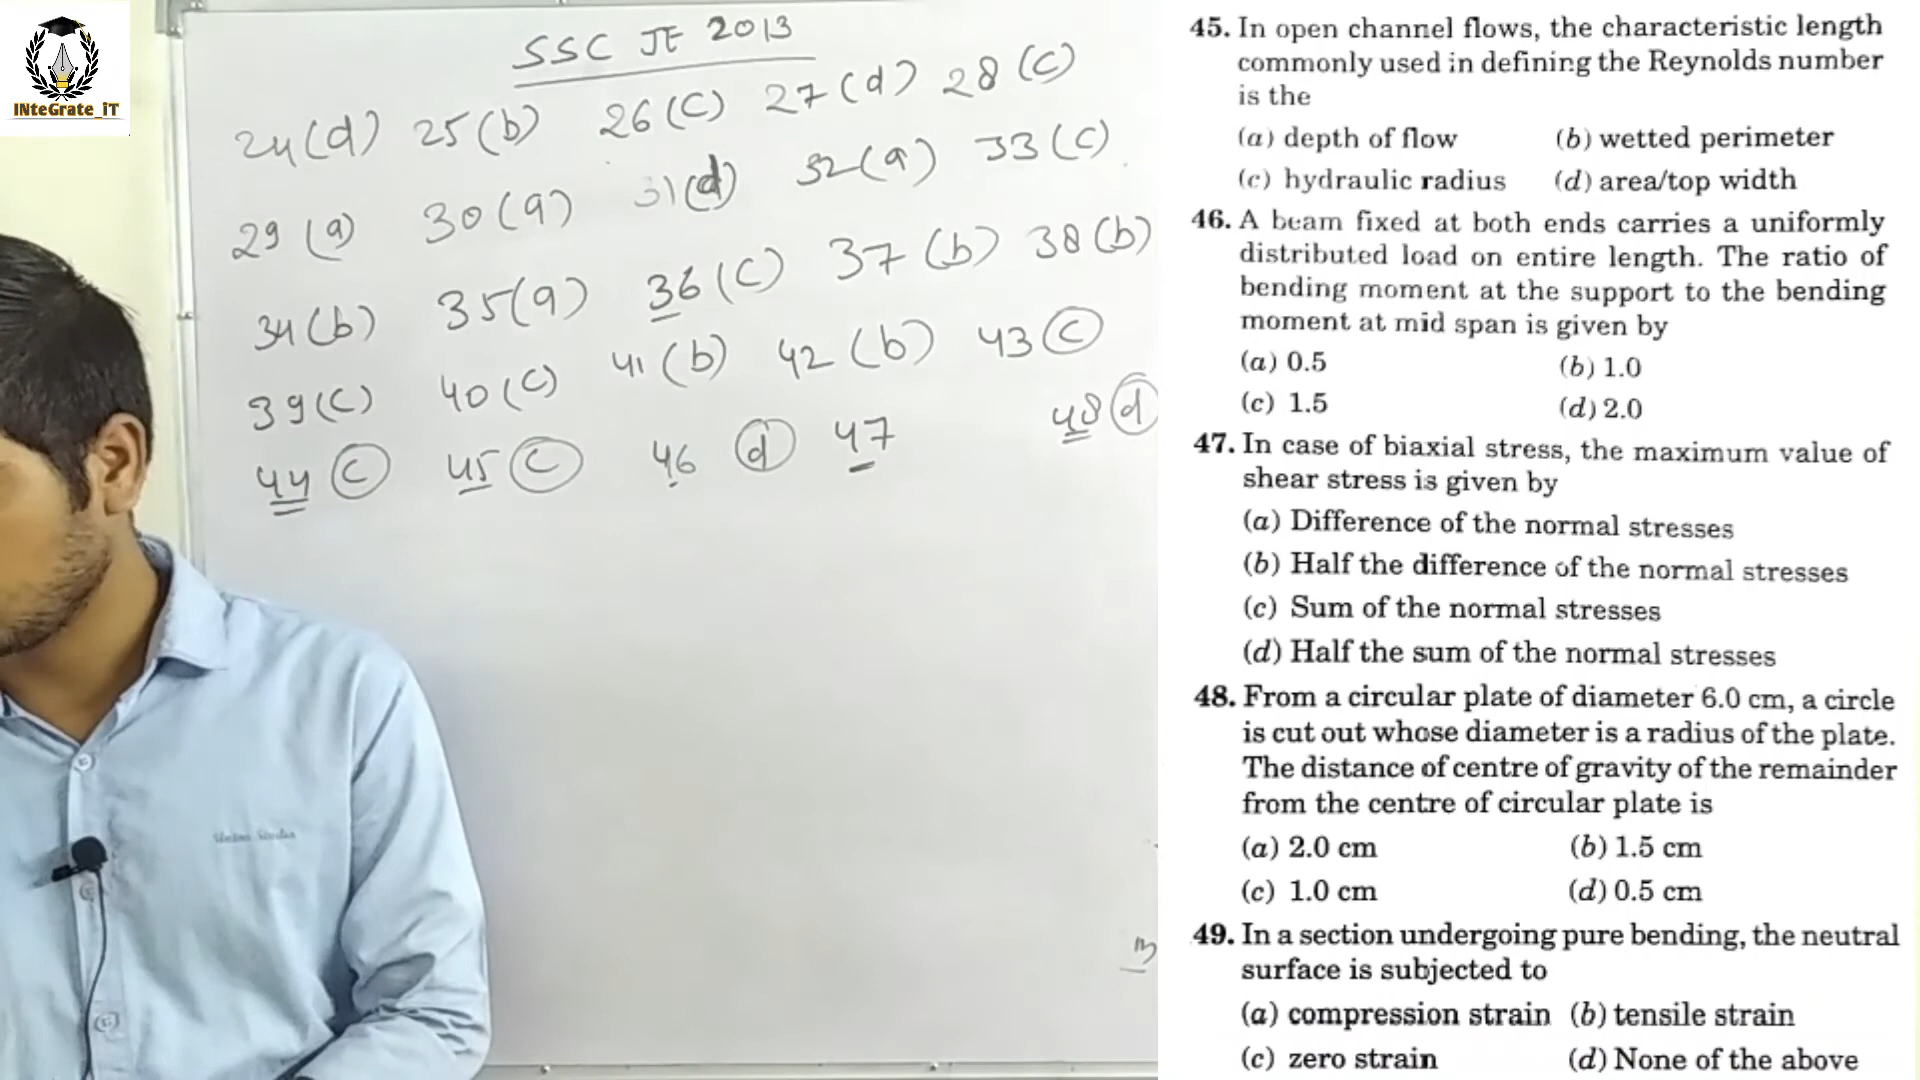 INteGrate_iT
SSC JE 2013
24(d) 25(b) 26(C) 27(d) 28(C)
29(a) 30(a) 31(d) 32(a) 33(C)
34(b) 35(a) 36(C) 37(b) 38(b)
39(C) 40(C) 41(b) 42(b) 43 C
44 C 45 C 46 d 47 48 d
45. In open channel flows, the characteristic length
commonly used in defining the Reynolds number
is the
(a) depth of flow (b) wetted perimeter
(c) hydraulic radius (d) area/top width
46. A beam fixed at both ends carries a uniformly
distributed load on entire length. The ratio of
bending moment at the support to the bending
moment at mid span is given by
(a) 0.5 (b) 1.0
(c) 1.5 (d) 2.0
47. In case of biaxial stress, the maximum value of
shear stress is given by
(a) Difference of the normal stresses
(b) Half the difference of the normal stresses
(c) Sum of the normal stresses
(d) Half the sum of the normal stresses
48. From a circular plate of diameter 6.0 cm, a circle
is cut out whose diameter is a radius of the plate.
The distance of centre of gravity of the remainder
from the centre of circular plate is
(a) 2.0 cm (b) 1.5 cm
(c) 1.0 cm (d) 0.5 cm
49. In a section undergoing pure bending, the neutral
surface is subjected to
(a) compression strain (b) tensile strain
(c) zero strain (d) None of the above